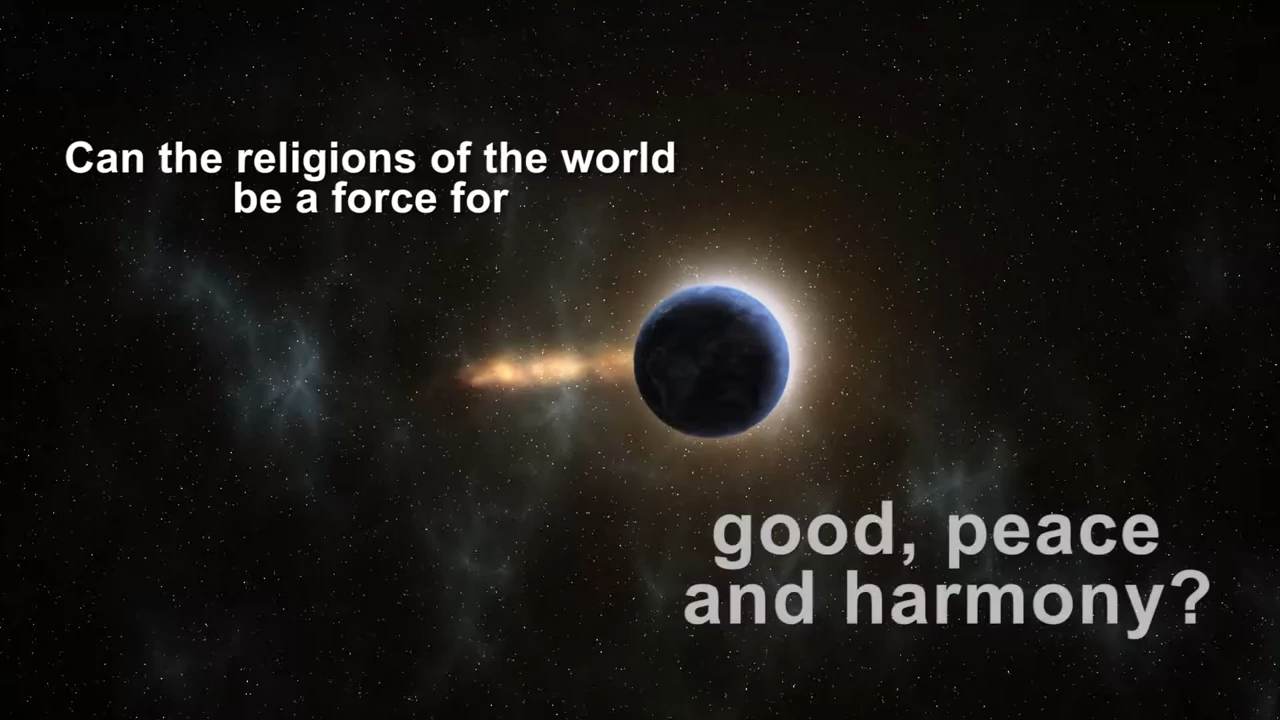 Can the religions of the world
be a force for
good, peace
and harmony?